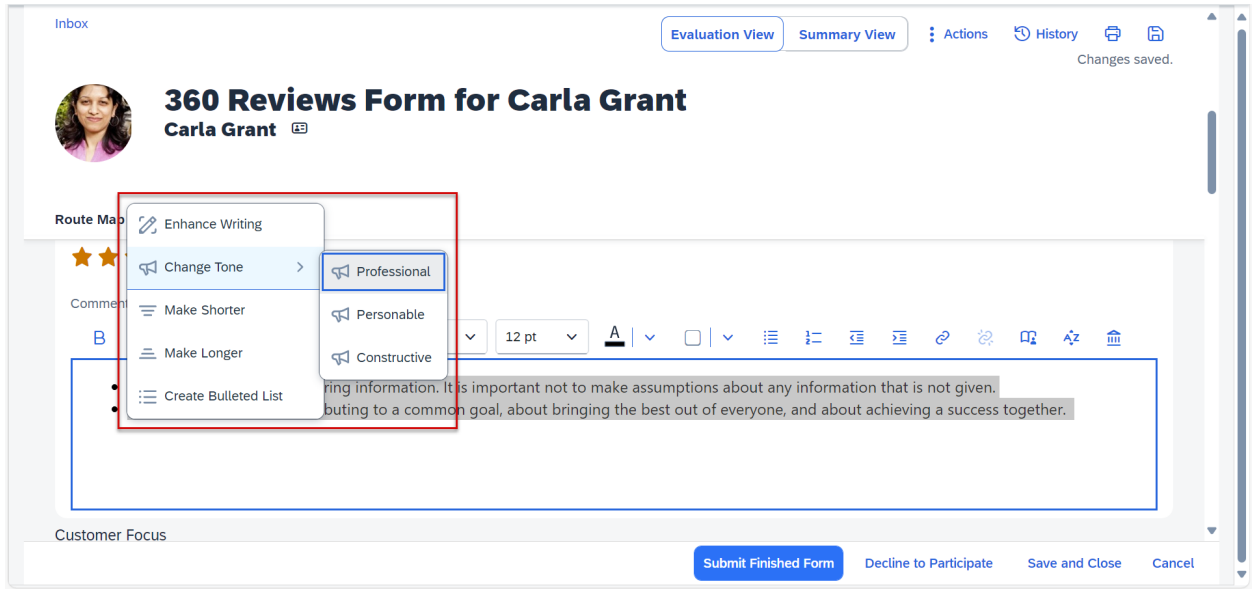 Inbox
Evaluation View
Summary View
Actions
History
Changes saved.
360 Reviews Form for Carla Grant
Carla Grant
Route Map
Enhance Writing
Change Tone
Make Shorter
Make Longer
Create Bulleted List
Professional
Personable
Constructive
Comment
B
12 pt
A
ring information. It is important not to make assumptions about any information that is not given.
buting to a common goal, about bringing the best out of everyone, and about achieving a success together.
Customer Focus
Submit Finished Form
Decline to Participate
Save and Close
Cancel